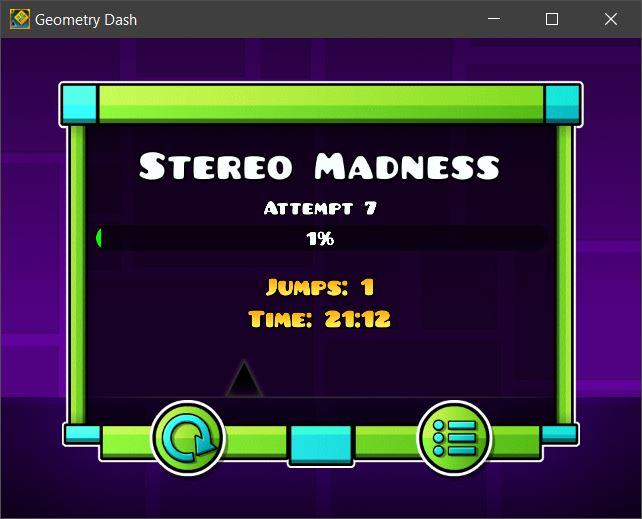 Geometry Dash
Stereo Madness
Attempt 7
1%
Jumps: 1
Time: 21:12